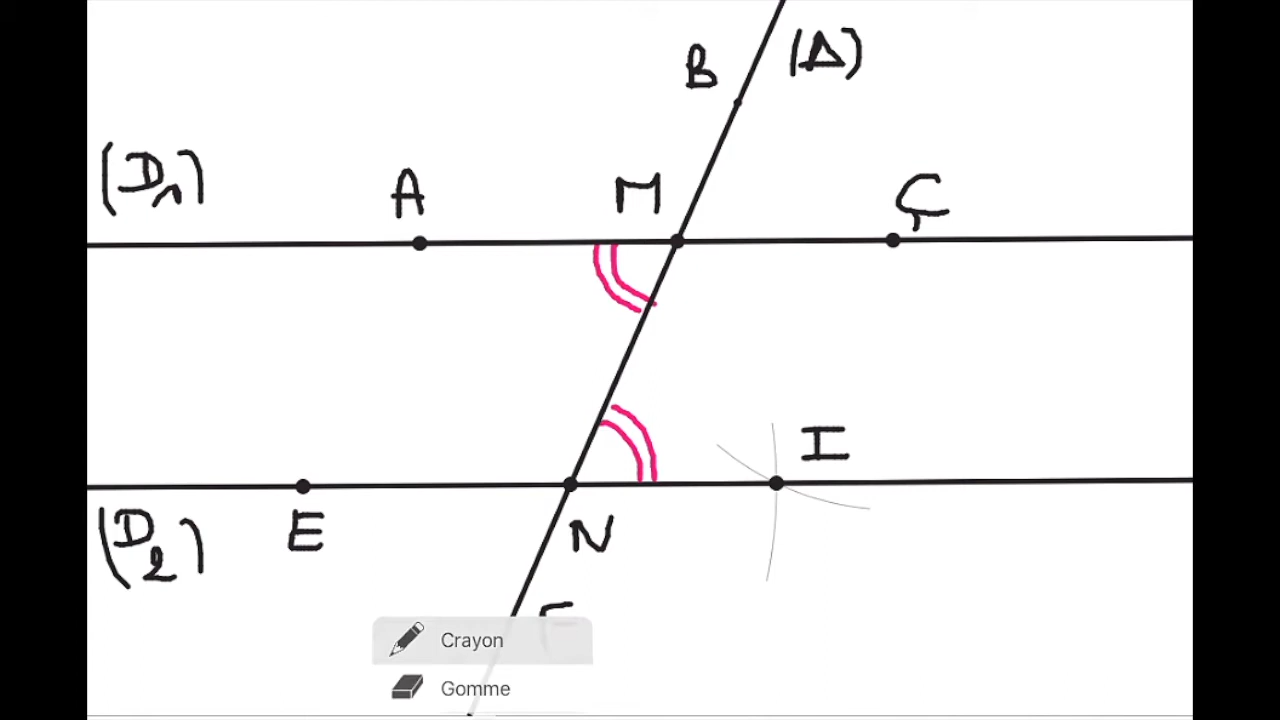 B (Δ)
(D1) A M Ç
I
(D2) E N
F
Crayon
Gomme